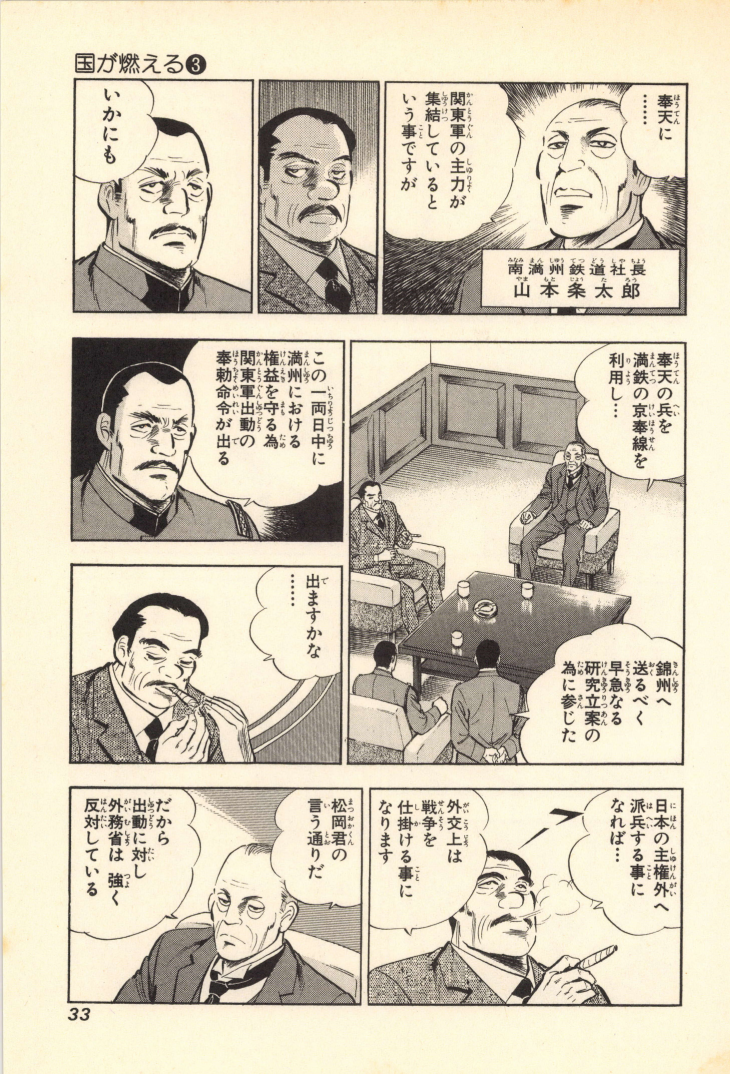 国が燃える❸
奉天に
……
関東軍の主力が
集結していると
いう事ですが
南満州鉄道社長
山本条太郎
いかにも
奉天の兵を
満鉄の京奉線を
利用し…
錦州へ
送るべく
早急なる
研究立案の
為に参じた
この一両日中に
満州における
権益を守る為
関東軍出動の
奉勅命令が出る
出ますかな
……
日本の主権外へ
派兵する事に
なれば…
外交上は
戦争を
仕掛ける事に
なります
松岡君の
言う通りだ
だから
出動に対し
外務省は 強く
反対している
33